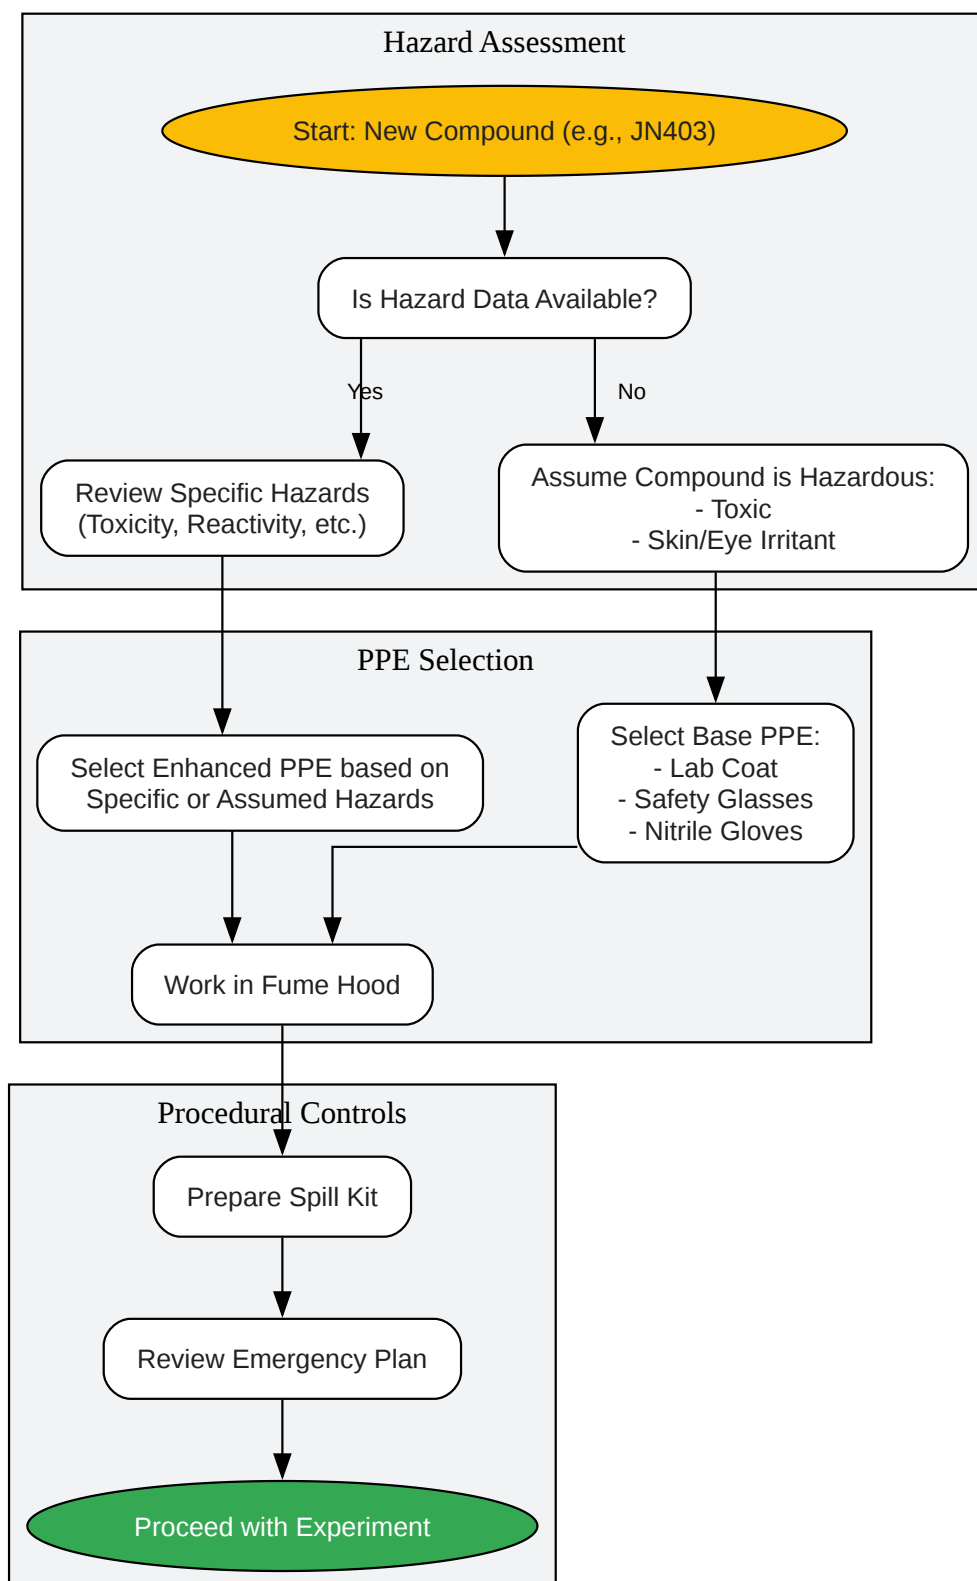 Hazard Assessment
Start: New Compound (e.g., JN403)
Is Hazard Data Available?
Yes
No
Review Specific Hazards
(Toxicity, Reactivity, etc.)
Assume Compound is Hazardous:
- Toxic
- Skin/Eye Irritant
PPE Selection
Select Enhanced PPE based on
Specific or Assumed Hazards
Select Base PPE:
- Lab Coat
- Safety Glasses
- Nitrile Gloves
Work in Fume Hood
Procedural Controls
Prepare Spill Kit
Review Emergency Plan
Proceed with Experiment